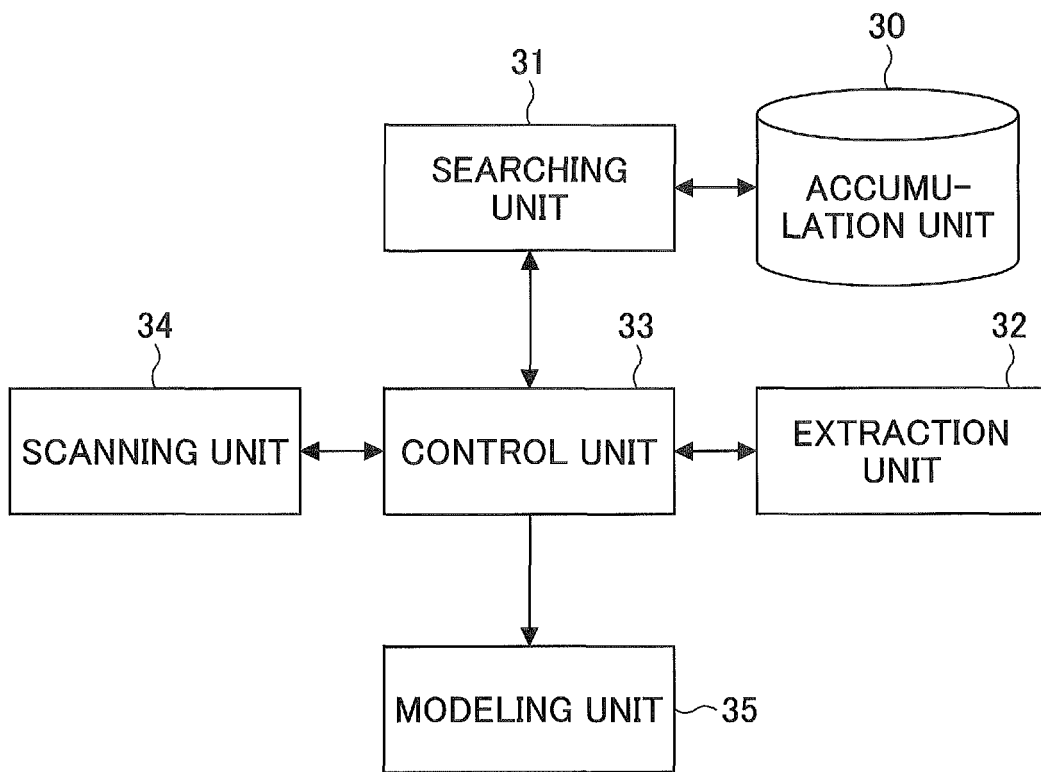 30
31
SEARCHING
UNIT
ACCUMU-
LATION UNIT
34
33
32
SCANNING UNIT
CONTROL UNIT
EXTRACTION
UNIT
MODELING UNIT
35